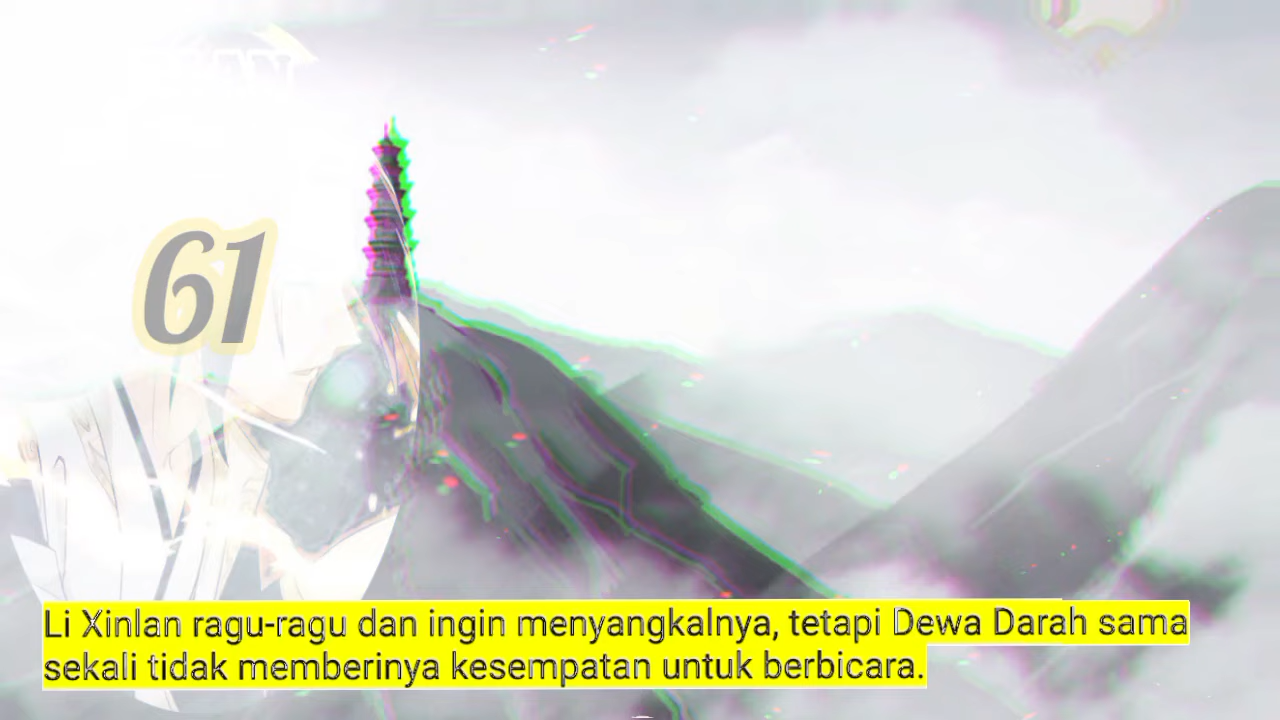 61
Li Xinlan ragu-ragu dan ingin menyangkalnya, tetapi Dewa Darah sama
sekali tidak memberinya kesempatan untuk berbicara.